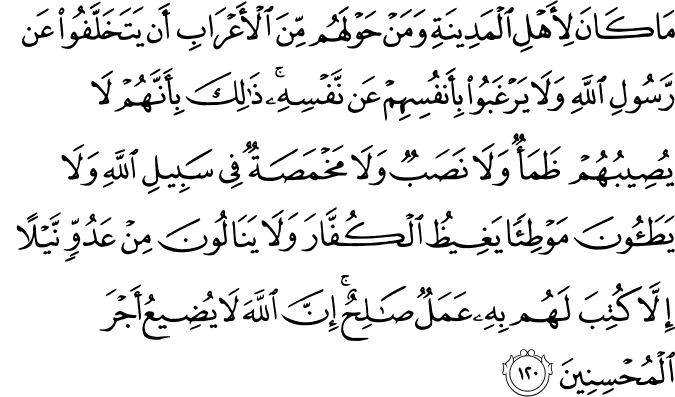 مَا كَانَ لِأَهْلِ ٱلْمَدِينَةِ وَمَنْ حَوْلَهُم مِّنَ ٱلْأَعْرَابِ أَن يَتَخَلَّفُوا۟ عَن
رَّسُولِ ٱللَّهِ وَلَا يَرْغَبُوا۟ بِأَنفُسِهِمْ عَن نَّفْسِهِۦ ۚ ذَٰلِكَ بِأَنَّهُمْ لَا
يُصِيبُهُمْ ظَمَأٌ وَلَا نَصَبٌ وَلَا مَخْمَصَةٌ فِى سَبِيلِ ٱللَّهِ وَلَا
يَطَـُٔونَ مَوْطِئًا يَغِيظُ ٱلْكُفَّارَ وَلَا يَنَالُونَ مِنْ عَدُوٍّ نَّيْلًا
إِلَّا كُتِبَ لَهُم بِهِۦ عَمَلٌ صَـٰلِحٌ ۚ إِنَّ ٱللَّهَ لَا يُضِيعُ أَجْرَ
ٱلْمُحْسِنِينَ ١٢٠